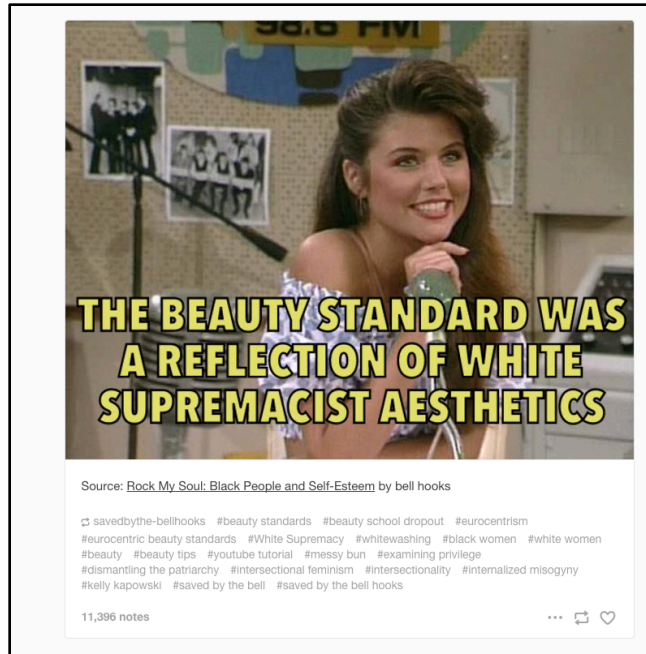 98.6 FM
THE BEAUTY STANDARD WAS
A REFLECTION OF WHITE
SUPREMACIST AESTHETICS
Source: Rock My Soul: Black People and Self-Esteem by bell hooks
savedbythe-bellhooks #beauty standards #beauty school dropout #eurocentrism
#eurocentric beauty standards #White Supremacy #whitewashing #black women #white women
#beauty #beauty tips #youtube tutorial #messy bun #examining privilege
#dismantling the patriarchy #intersectional feminism #intersectionality #internalized misogyny
#kelly kapowski #saved by the bell #saved by the bell hooks
11,396 notes